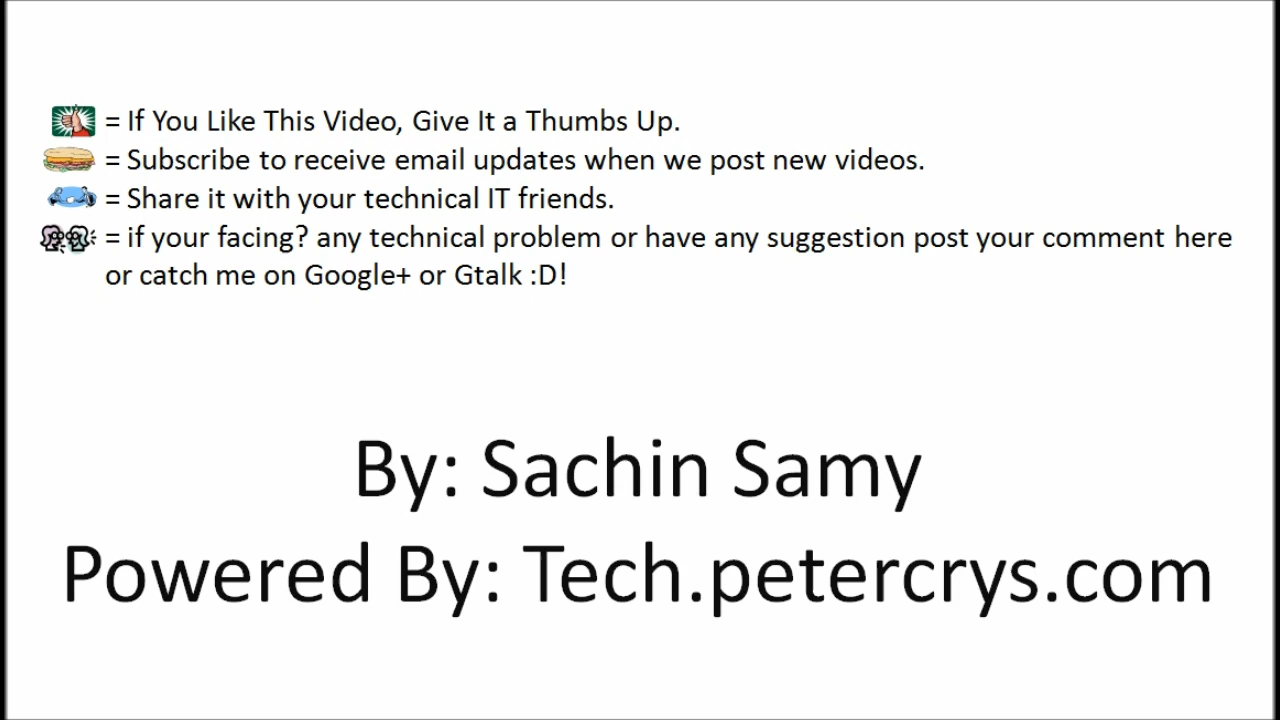 = If You Like This Video, Give It a Thumbs Up.
= Subscribe to receive email updates when we post new videos.
= Share it with your technical IT friends.
= if your facing? any technical problem or have any suggestion post your comment here
or catch me on Google+ or Gtalk :D!
By: Sachin Samy
Powered By: Tech.petercrys.com